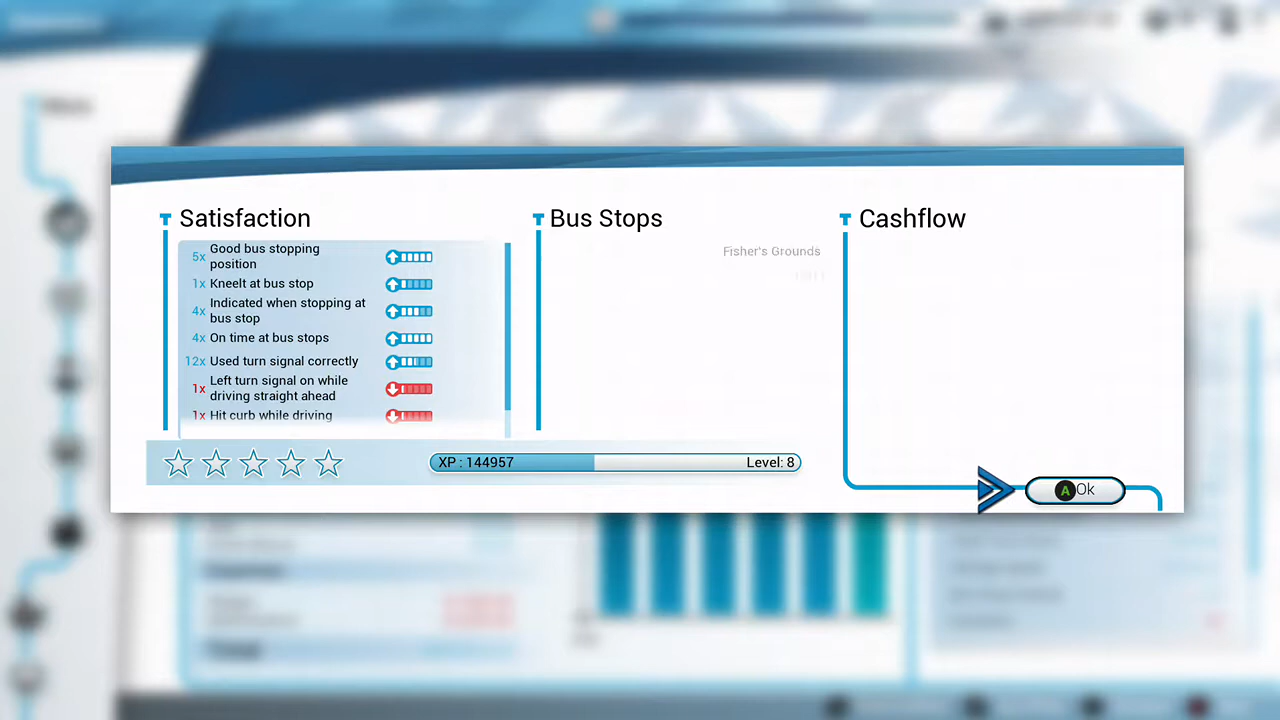 Satisfaction
5x Good bus stopping
position
1x Kneelt at bus stop
4x Indicated when stopping at
bus stop
4x On time at bus stops
12x Used turn signal correctly
1x Left turn signal on while
driving straight ahead
1x Hit curb while driving
Bus Stops
Fisher's Grounds
Cashflow
XP : 144957
Level: 8
A Ok